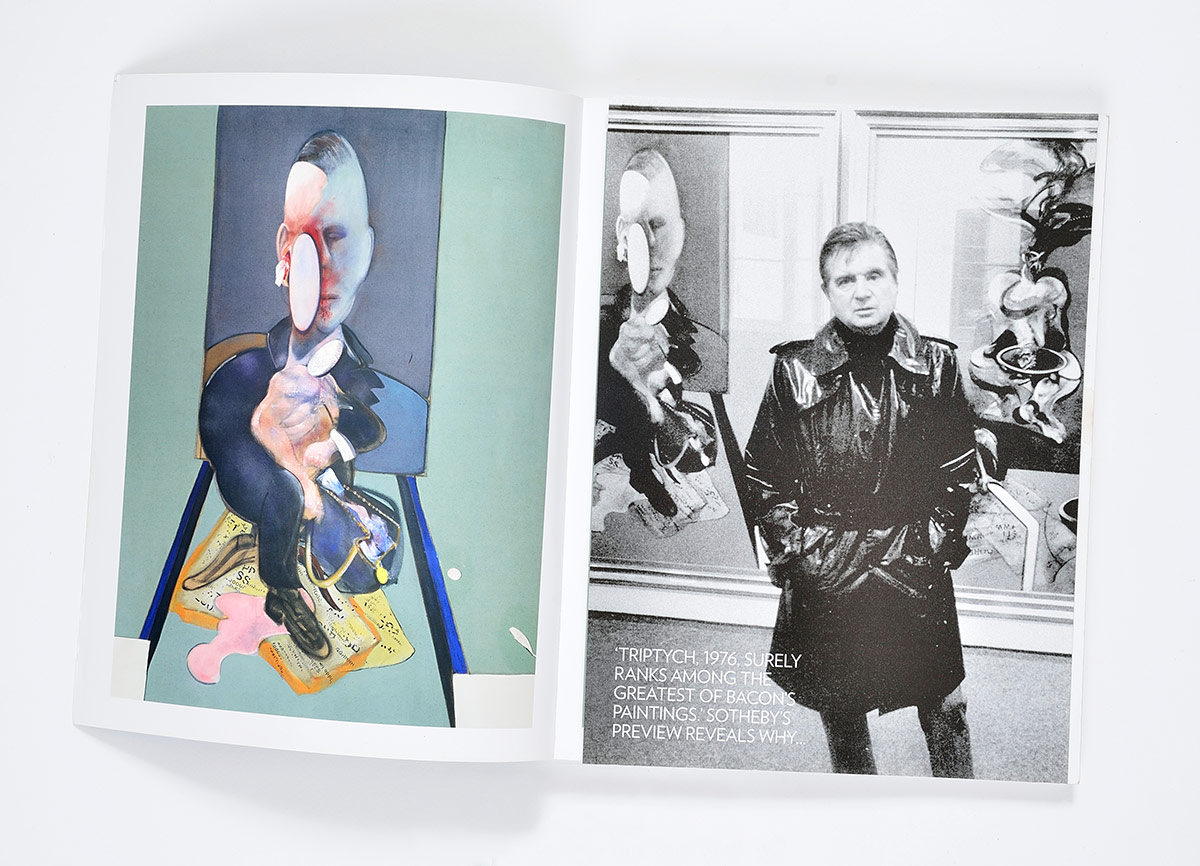 'TRIPTYCH, 1976, SURELY
RANKS AMONG THE
GREATEST OF BACON'S
PAINTINGS.' SOTHEBY'S
PREVIEW REVEALS WHY...